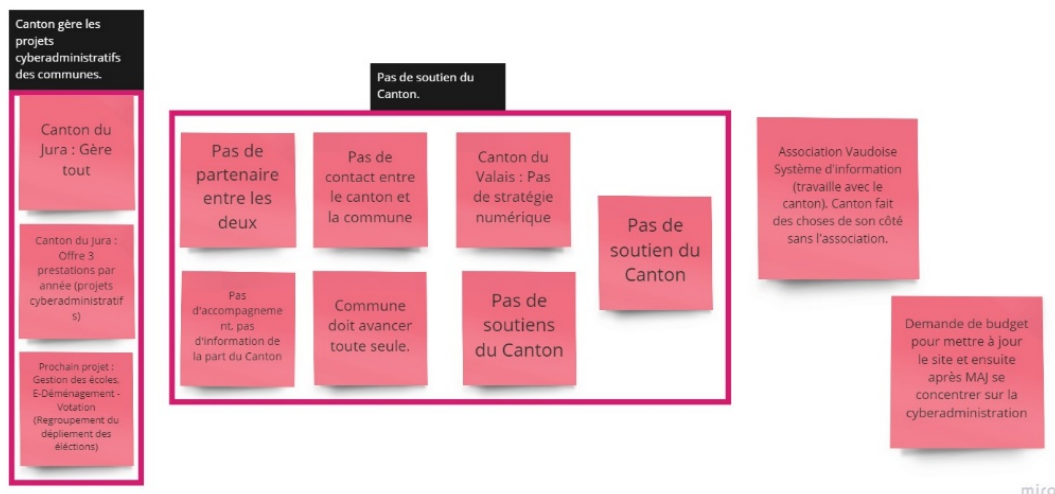 Canton gère les
projets
cyberadministratifs
des communes.
Canton du
Jura : Gère
tout
Canton du Jura :
Offre 3
prestations par
année (projets
cyberadministratif
s)
Prochain projet :
Gestion des écoles,
E-Déménagement -
Votation
(Regroupement du
dépliement des
éléctions)
Pas de soutien du
Canton.
Pas de
partenaire
entre les
deux
Pas de
contact entre
le canton et
la commune
Canton du
Valais : Pas
de stratégie
numérique
Pas de
soutien du
Canton
Pas
d'accompagneme
nt, pas
d'information de
la part du Canton
Commune
doit avancer
toute seule.
Pas de
soutiens
du Canton
Association Vaudoise
Système d'information
(travaille avec le
canton). Canton fait
des choses de son côté
sans l'association.
Demande de budget
pour mettre à jour
le site et ensuite
après MAJ se
concentrer sur la
cyberadministration
miro